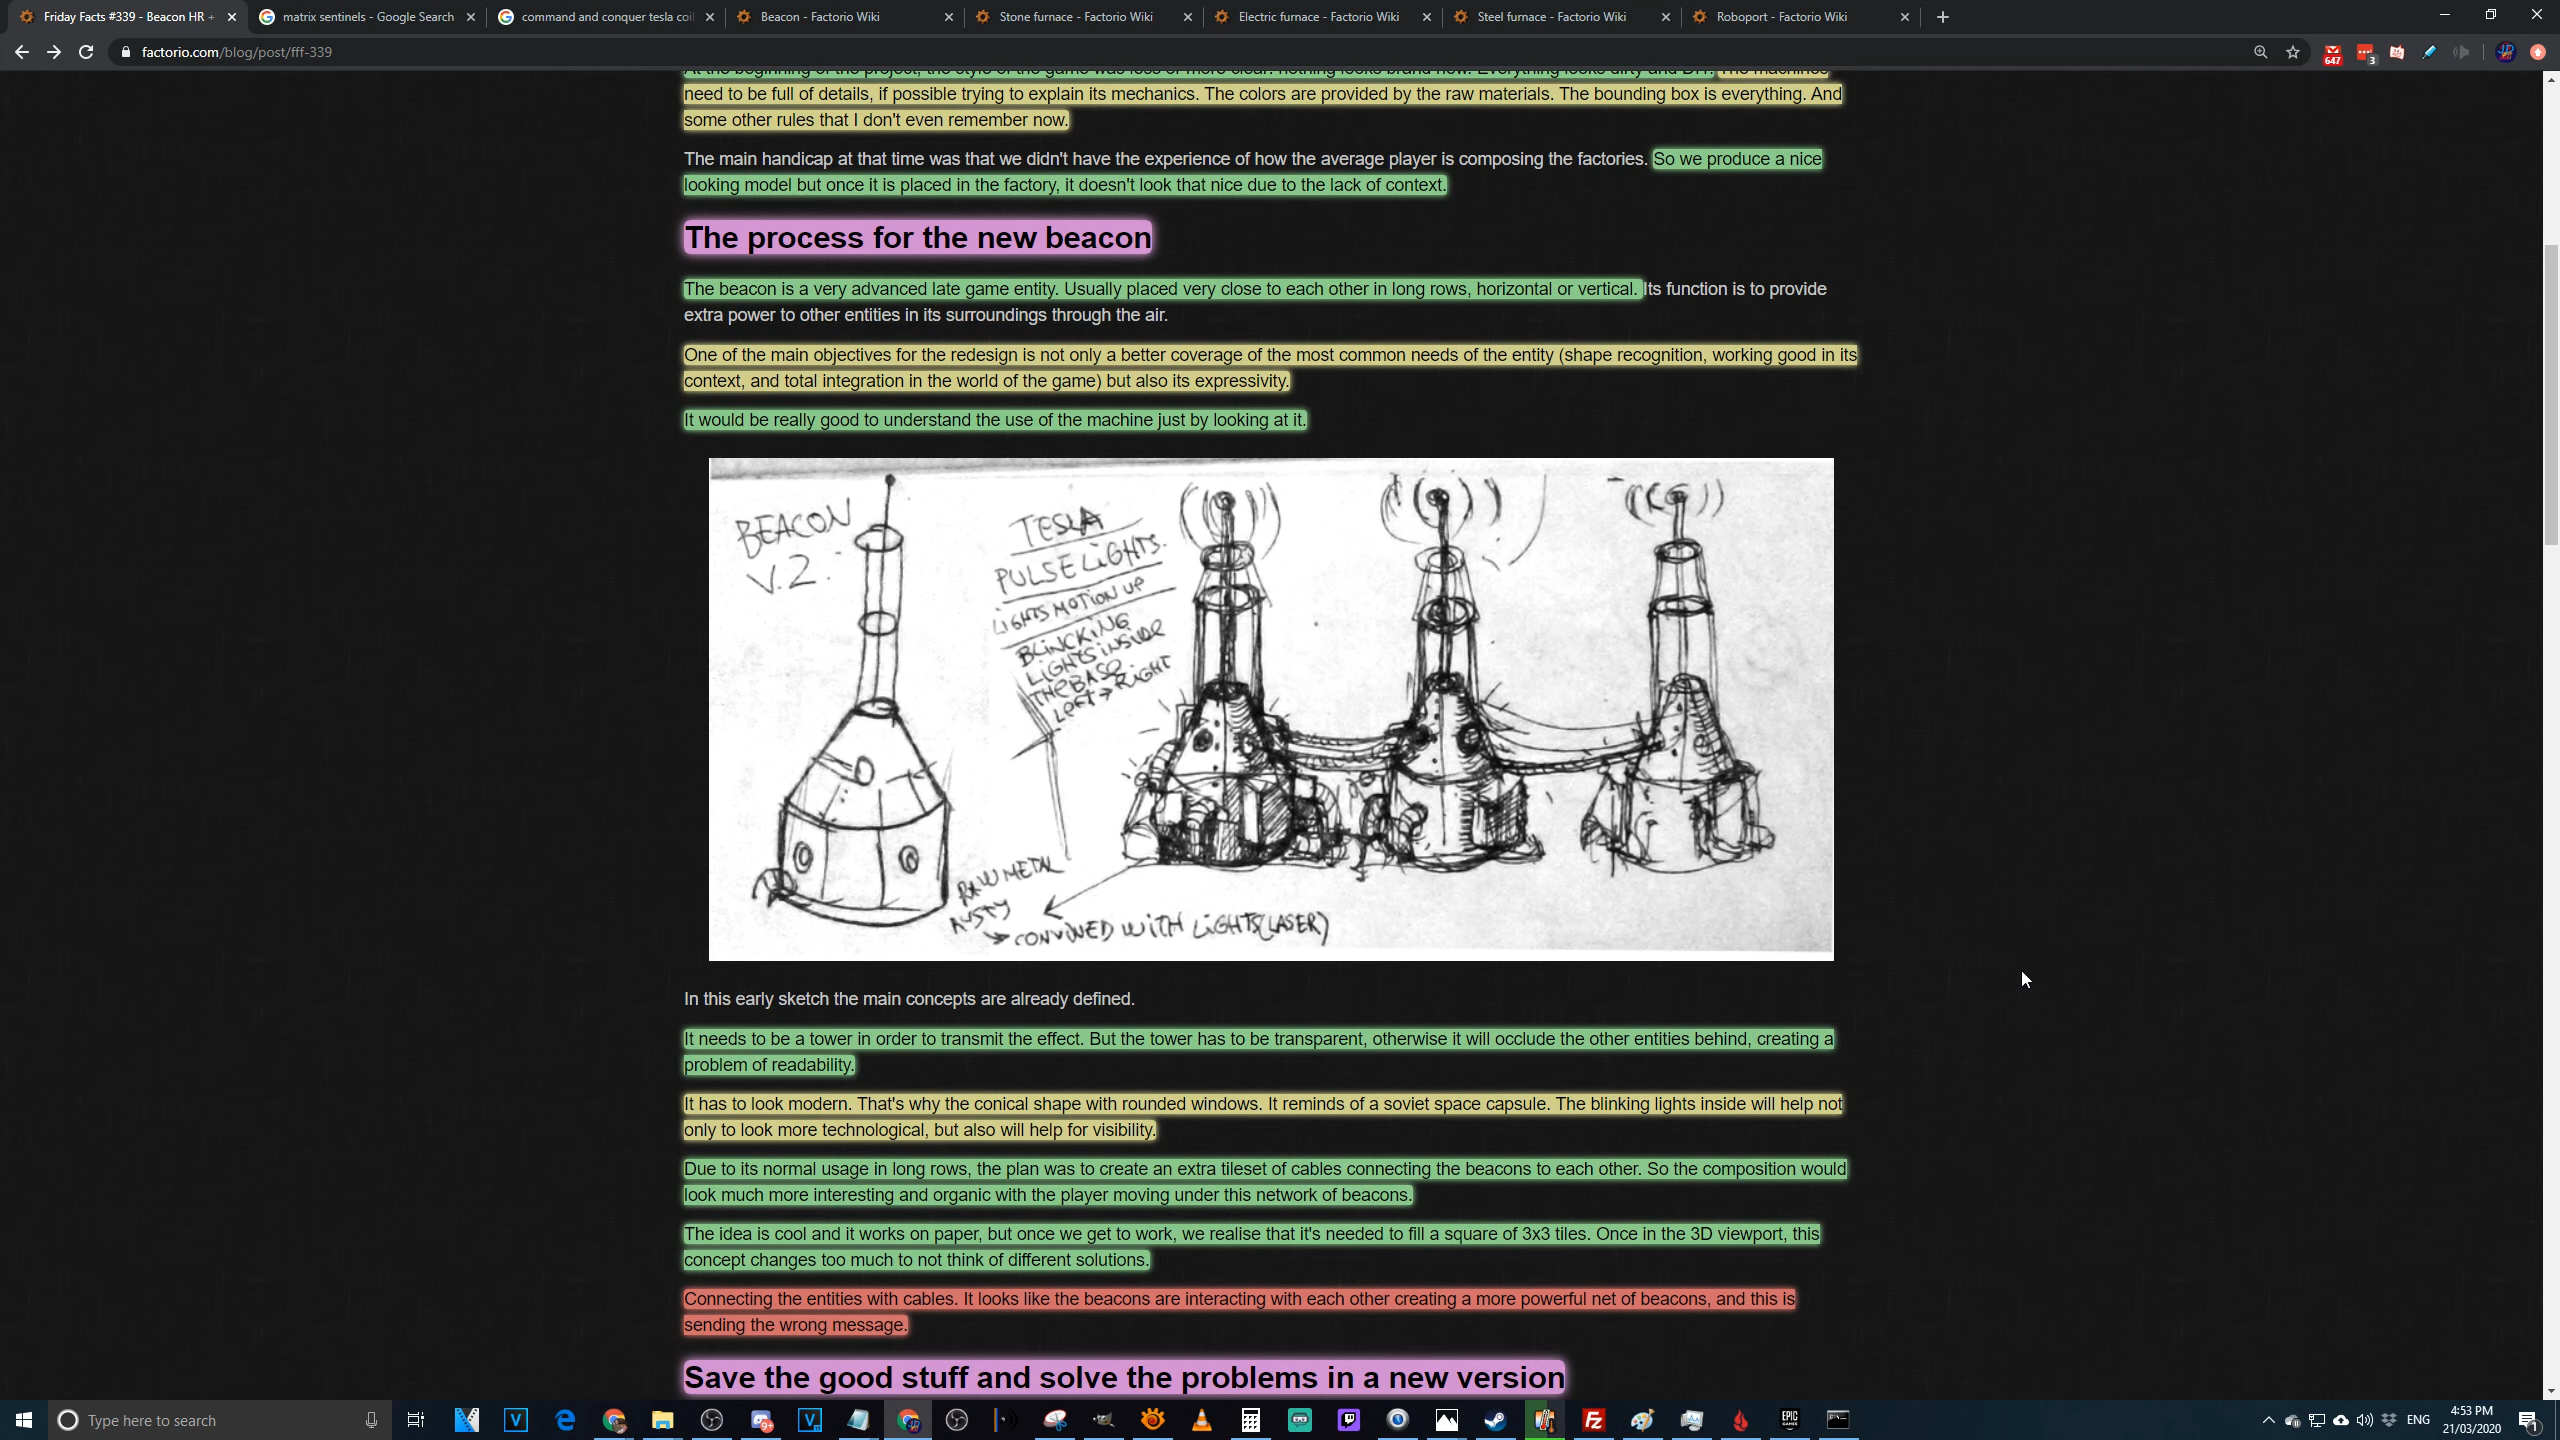 Friday Facts #339 - Beacon HR +
matrix sentinels - Google Search
command and conquer tesla coil
Beacon - Factorio Wiki
Stone furnace - Factorio Wiki
Electric furnace - Factorio Wiki
Steel furnace - Factorio Wiki
Roboport - Factorio Wiki
factorio.com/blog/post/fff-339
647
3
The machines
need to be full of details, if possible trying to explain its mechanics. The colors are provided by the raw materials. The bounding box is everything. And
some other rules that I don't even remember now.
The main handicap at that time was that we didn't have the experience of how the average player is composing the factories. So we produce a nice
looking model but once it is placed in the factory, it doesn't look that nice due to the lack of context.
The process for the new beacon
The beacon is a very advanced late game entity. Usually placed very close to each other in long rows, horizontal or vertical. Its function is to provide
extra power to other entities in its surroundings through the air.
One of the main objectives for the redesign is not only a better coverage of the most common needs of the entity (shape recognition, working good in its
context, and total integration in the world of the game) but also its expressivity.
It would be really good to understand the use of the machine just by looking at it.
BEACON
V.2.
TESLA
PULSE LIGHTS.
LIGHTS MOTION UP
BLINCKING
LIGHTS INSIDE
THE BASE
LEFT → RIGHT
RAW METAL
RUSTY
CONVINED WITH LIGHTS (LASER)
In this early sketch the main concepts are already defined.
It needs to be a tower in order to transmit the effect. But the tower has to be transparent, otherwise it will occlude the other entities behind, creating a
problem of readability.
It has to look modern. That's why the conical shape with rounded windows. It reminds of a soviet space capsule. The blinking lights inside will help not
only to look more technological, but also will help for visibility.
Due to its normal usage in long rows, the plan was to create an extra tileset of cables connecting the beacons to each other. So the composition would
look much more interesting and organic with the player moving under this network of beacons.
The idea is cool and it works on paper, but once we get to work, we realise that it's needed to fill a square of 3x3 tiles. Once in the 3D viewport, this
concept changes too much to not think of different solutions.
Connecting the entities with cables. It looks like the beacons are interacting with each other creating a more powerful net of beacons, and this is
sending the wrong message.
Save the good stuff and solve the problems in a new version
Type here to search
ENG
4:53 PM
21/03/2020